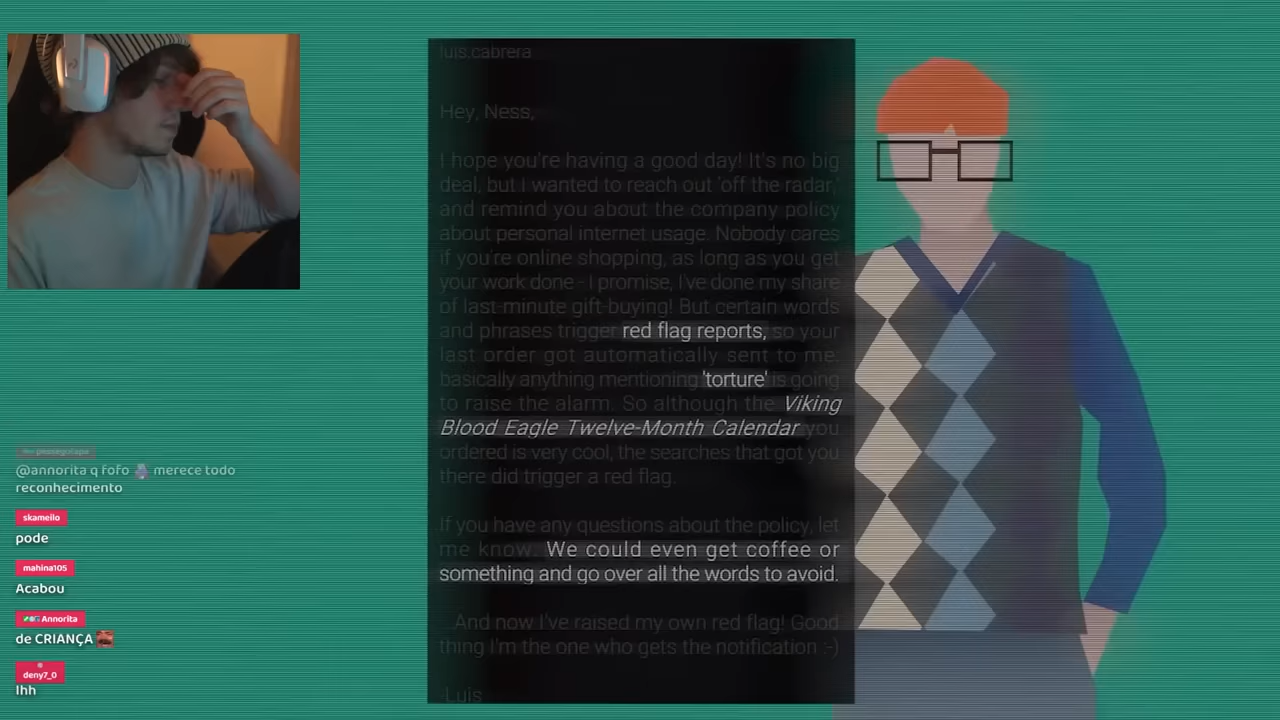 luis.cabrera
Hey, Ness,
I hope you're having a good day! It's no big
deal, but I wanted to reach out 'off the radar,'
and remind you about the company policy
about personal internet usage. Nobody cares
if you're online shopping, as long as you get
your work done - I promise, I've done my share
of last-minute gift-buying! But certain words
and phrases trigger red flag reports, so your
last order got automatically sent to me.
basically anything mentioning 'torture' is going
to raise the alarm. So although the Viking
Blood Eagle Twelve-Month Calendar you
ordered is very cool, the searches that got you
there did trigger a red flag.
If you have any questions about the policy, let
me know. We could even get coffee or
something and go over all the words to avoid.
...And now I've raised my own red flag! Good
thing I'm the one who gets the notification :-)
-Luis
@annorita q fofo merece todo
reconhecimento
skameilo
pode
mahina105
Acabou
Annorita
de CRIANÇA
deny7_0
Ihh